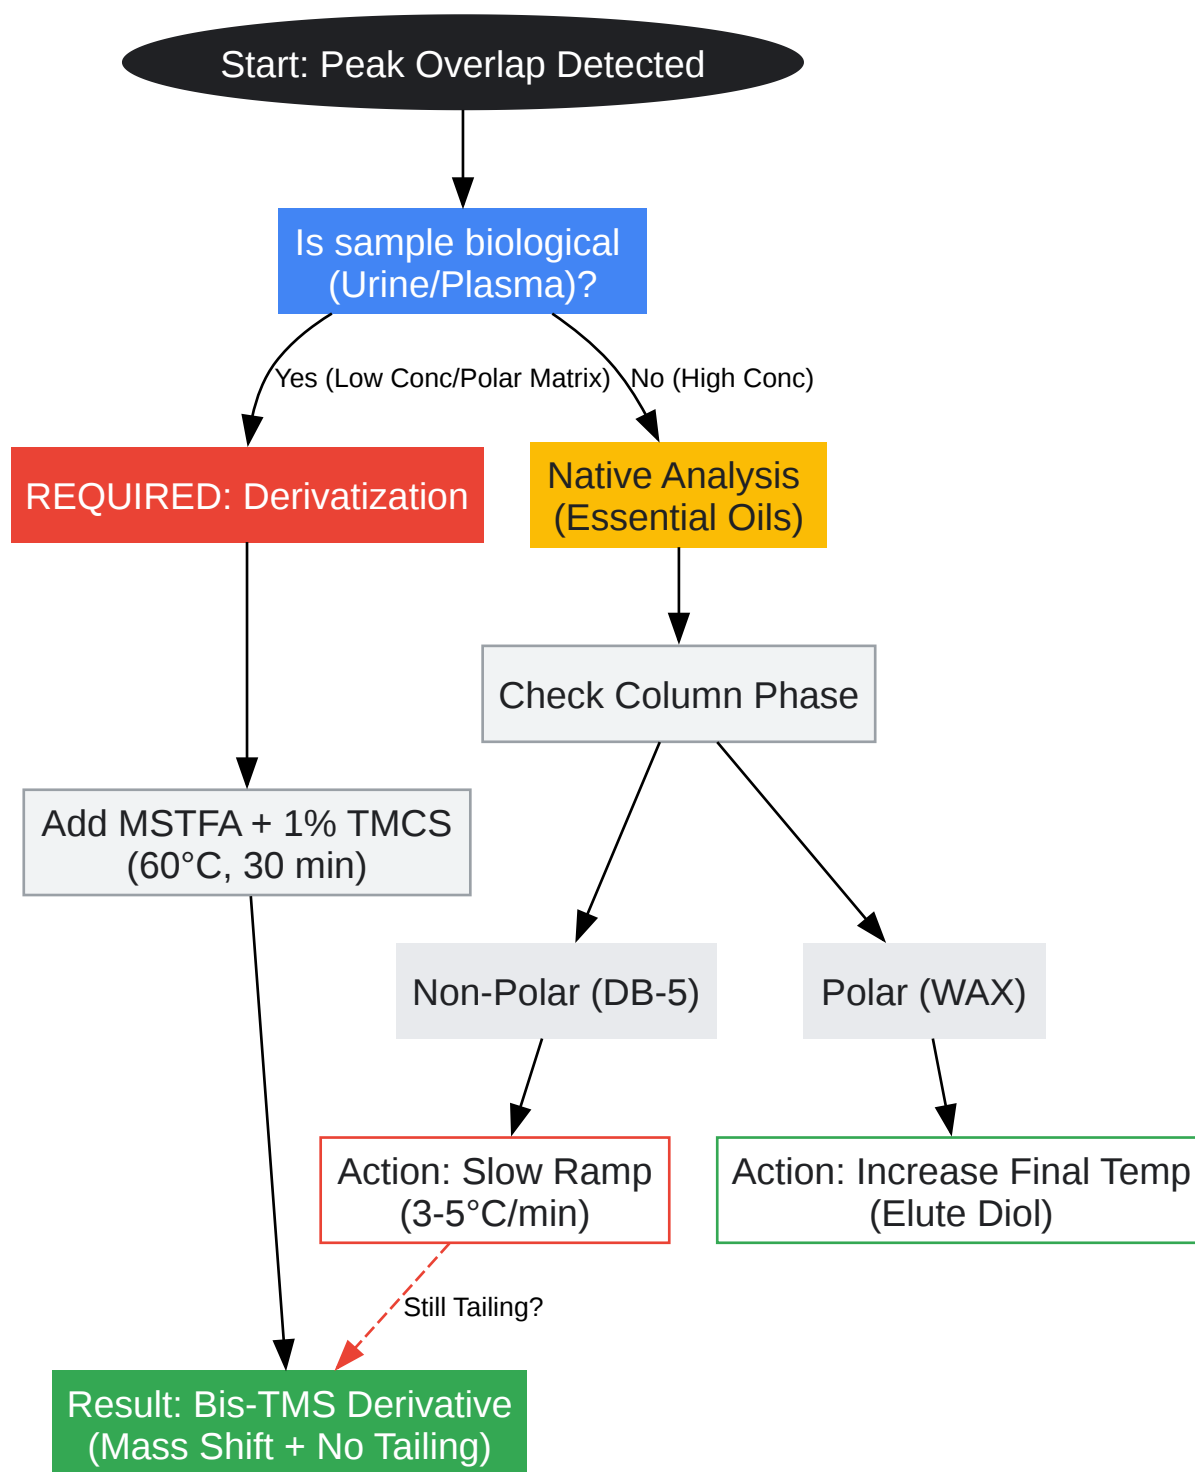 Start: Peak Overlap Detected
Is sample biological
(Urine/Plasma)?
Yes (Low Conc/Polar Matrix)
No (High Conc)
REQUIRED: Derivatization
Native Analysis
(Essential Oils)
Check Column Phase
Add MSTFA + 1% TMCS
(60°C, 30 min)
Non-Polar (DB-5)
Polar (WAX)
Action: Slow Ramp
(3-5°C/min)
Action: Increase Final Temp
(Elute Diol)
Still Tailing?
Result: Bis-TMS Derivative
(Mass Shift + No Tailing)